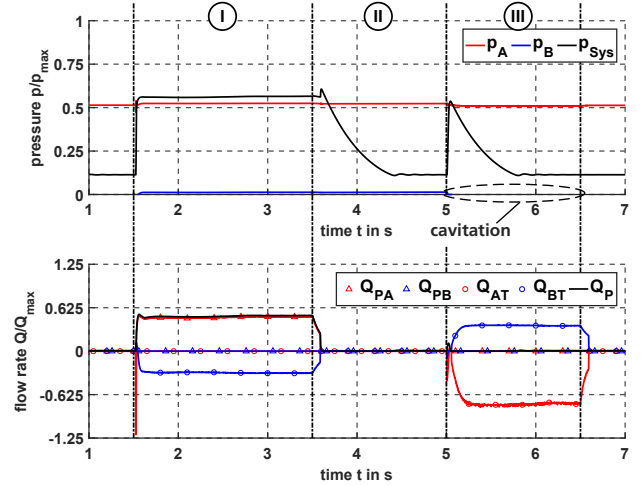 I II III
1
0.75
0.5
0.25
0
pressure p/p_max
p_A p_B p_Sys
1 2 3 4 5 6 7
time t in s
cavitation
1.25
0.625
0
-0.625
-1.25
flow rate Q/Q_max
Q_PA Q_PB Q_AT Q_BT Q_P
1 2 3 4 5 6 7
time t in s